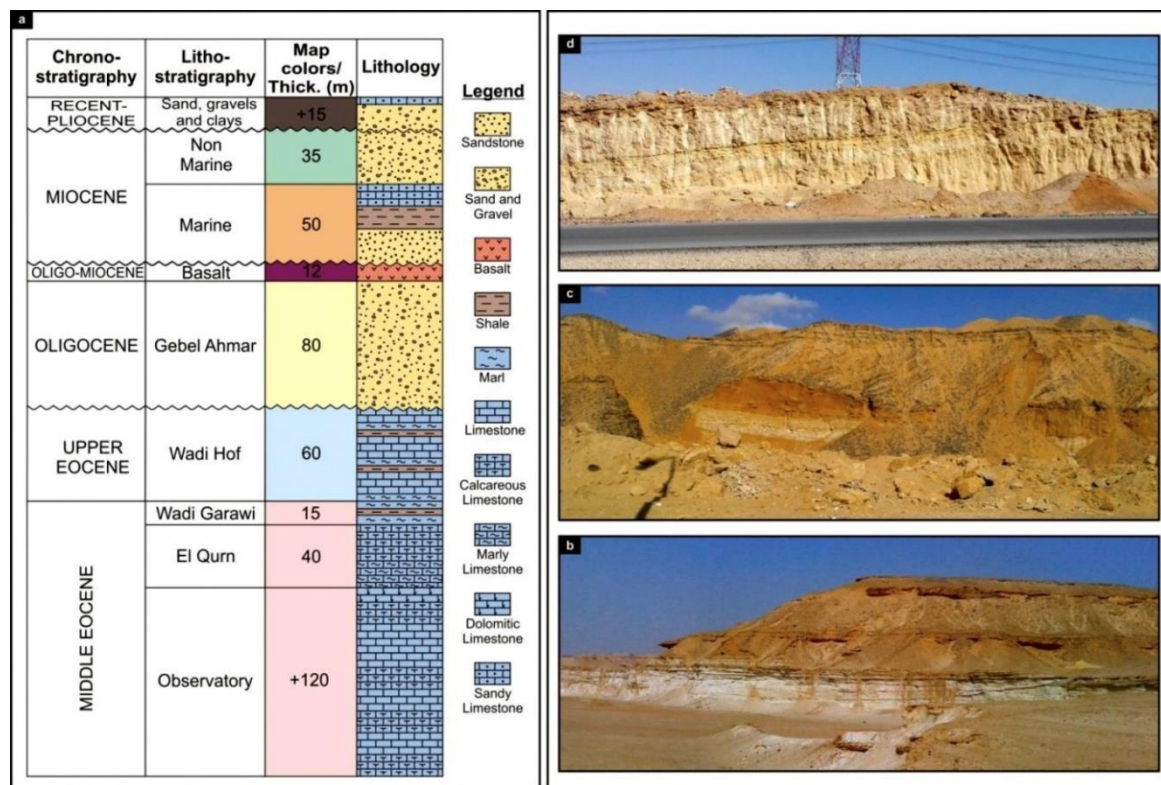 a
Chrono-
stratigraphy
Litho-
stratigraphy
Map
colors/
Thick. (m)
Lithology
RECENT-
PLIOCENE
Sand, gravels
and clays
+15
MIOCENE
Non
Marine
35
Marine
50
OLIGO-MIOCENE
Basalt
12
OLIGOCENE
Gebel Ahmar
80
UPPER
EOCENE
Wadi Hof
60
MIDDLE EOCENE
Wadi Garawi
15
El Qurn
40
Observatory
+120
Legend
Sandstone
Sand and
Gravel
Basalt
Shale
Marl
Limestone
Calcareous
Limestone
Marly
Limestone
Dolomitic
Limestone
Sandy
Limestone
d
c
b